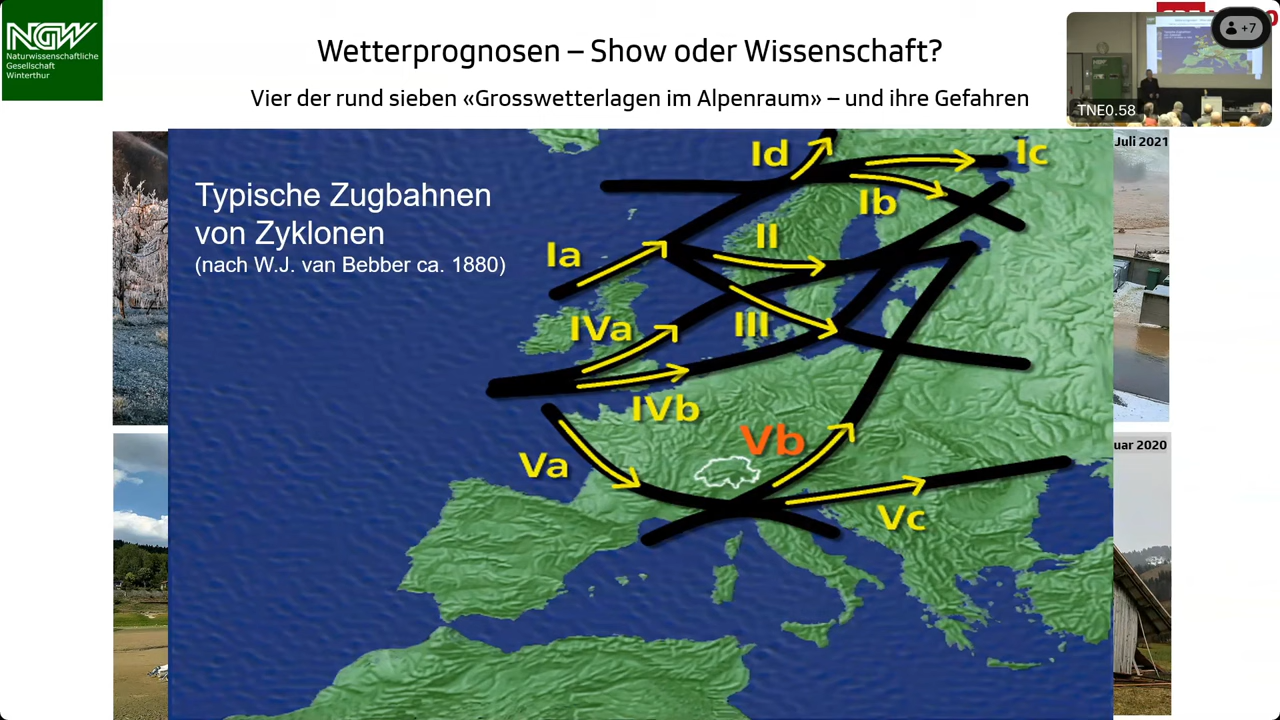 NGW
Naturwissenschaftliche
Gesellschaft
Winterthur
Wetterprognosen – Show oder Wissenschaft?
Vier der rund sieben «Grosswetterlagen im Alpenraum» – und ihre Gefahren
+7
TNE0.58
Juli 2021
uar 2020
Typische Zugbahnen
von Zyklonen
(nach W.J. van Bebber ca. 1880)
Id
Ic
Ib
Ia
II
III
IVa
IVb
Va
Vb
Vc